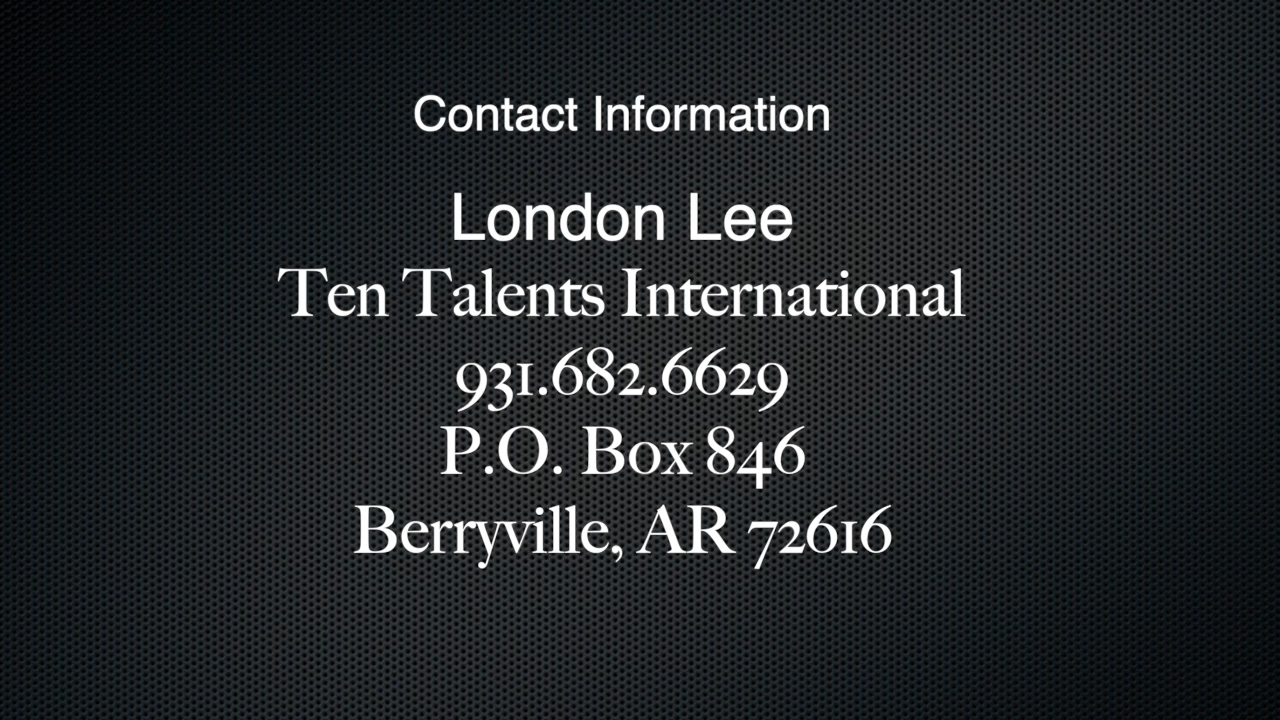 Contact Information
London Lee
Ten Talents International
931.682.6629
P.O. Box 846
Berryville, AR 72616